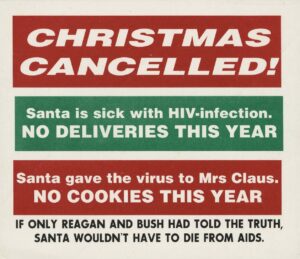 CHRISTMAS
CANCELLED!
Santa is sick with HIV-infection.
NO DELIVERIES THIS YEAR
Santa gave the virus to Mrs Claus.
NO COOKIES THIS YEAR
IF ONLY REAGAN AND BUSH HAD TOLD THE TRUTH,
SANTA WOULDN'T HAVE TO DIE FROM AIDS.